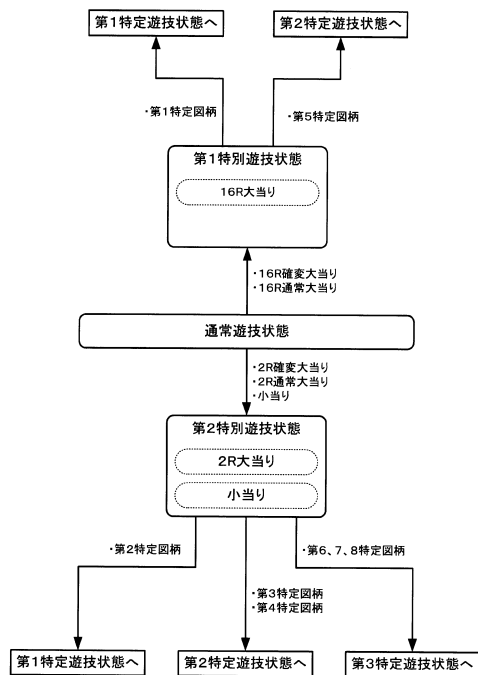 第1特定遊技状態へ
第2特定遊技状態へ
・第1特定図柄
・第5特定図柄
第1特別遊技状態
16R大当り
・16R確変大当り
・16R通常大当り
通常遊技状態
・2R確変大当り
・2R通常大当り
・小当り
第2特別遊技状態
2R大当り
小当り
・第2特定図柄
・第6、7、8特定図柄
・第3特定図柄
・第4特定図柄
第1特定遊技状態へ
第2特定遊技状態へ
第3特定遊技状態へ